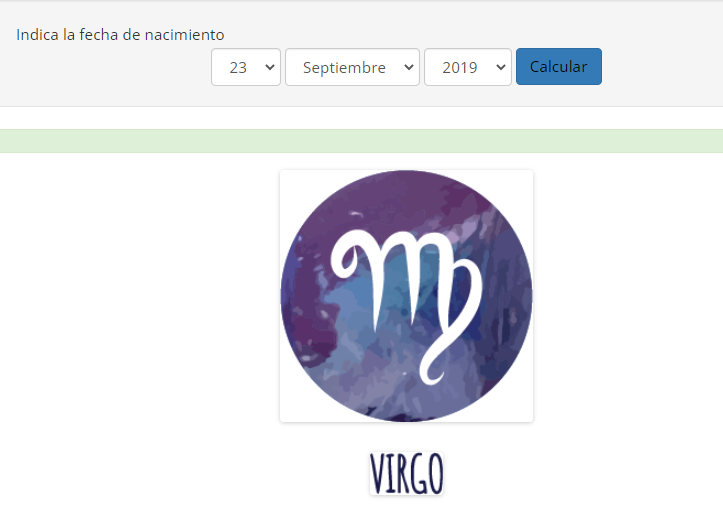 Indica la fecha de nacimiento
23 Septiembre 2019 Calcular
VIRGO